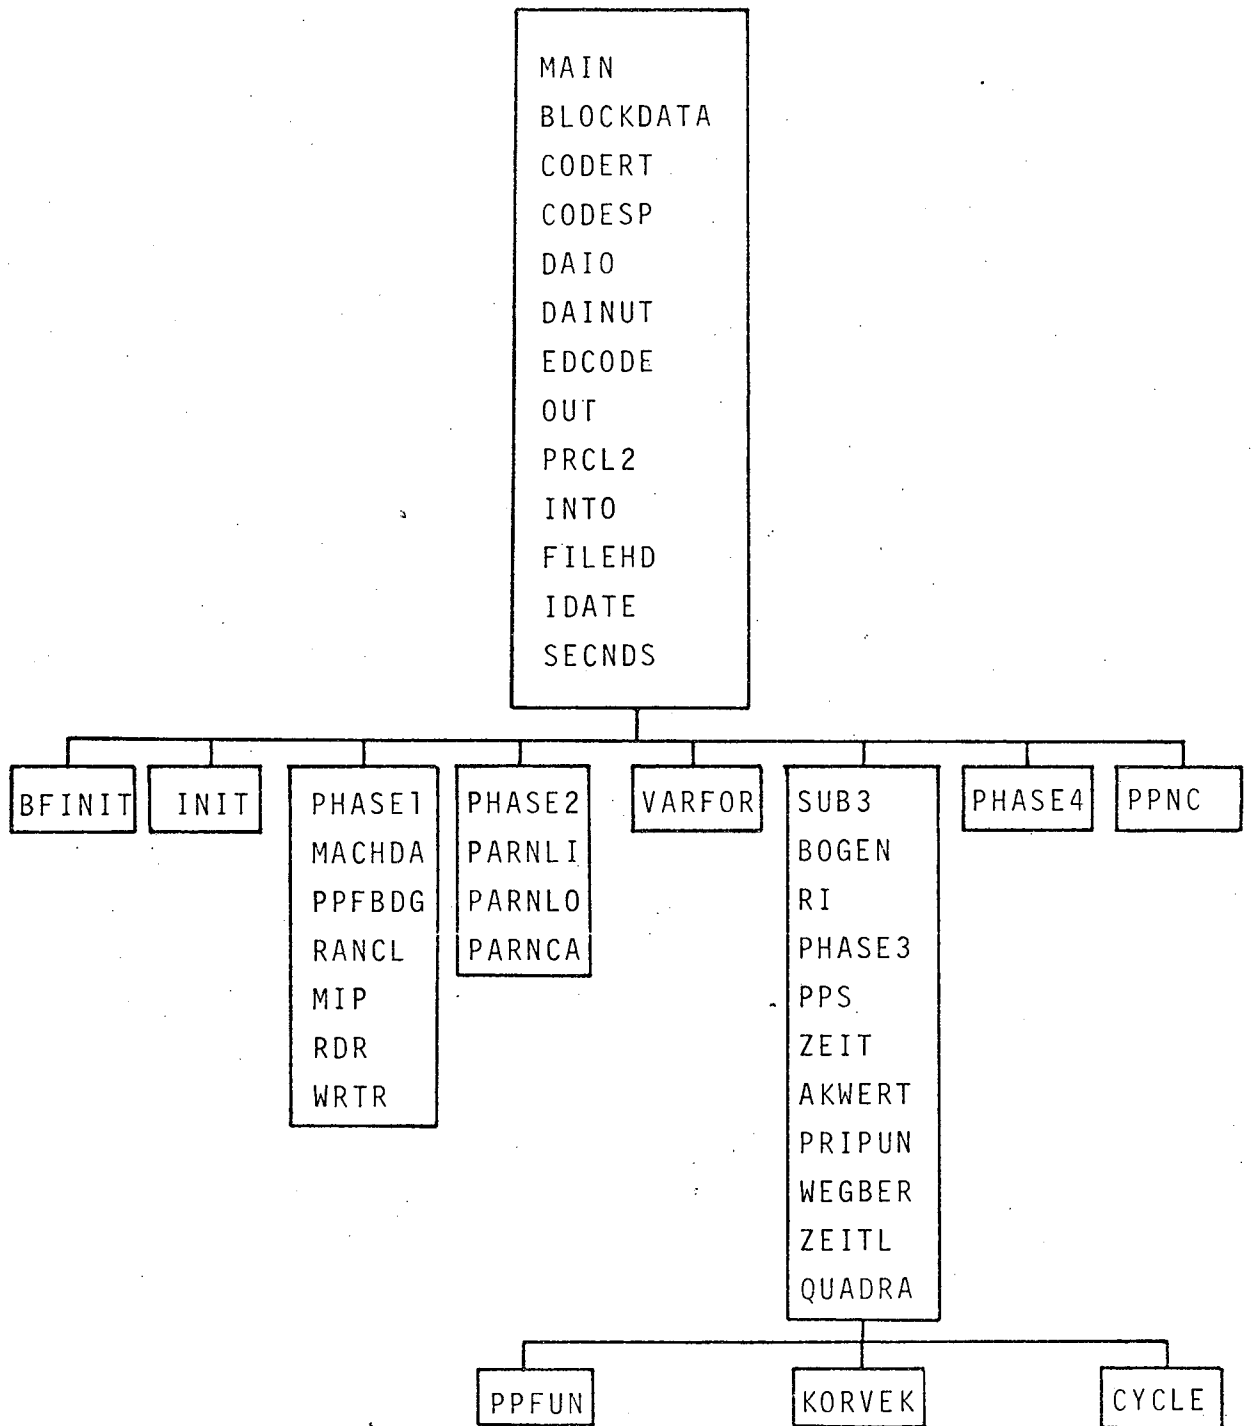 MAIN
BLOCKDATA
CODERT
CODESP
DAIO
DAINUT
EDCODE
OUT
PRCL2
INTO
FILEHD
IDATE
SECNDS
BFINIT
INIT
PHASE1
MACHDA
PPFBDG
RANCL
MIP
RDR
WRTR
PHASE2
PARNLI
PARNLO
PARNCA
VARFOR
SUB3
BOGEN
RI
PHASE3
PPS
ZEIT
AKWERT
PRIPUN
WEGBER
ZEITL
QUADRA
PHASE4
PPNC
PPFUN
KORVEK
CYCLE